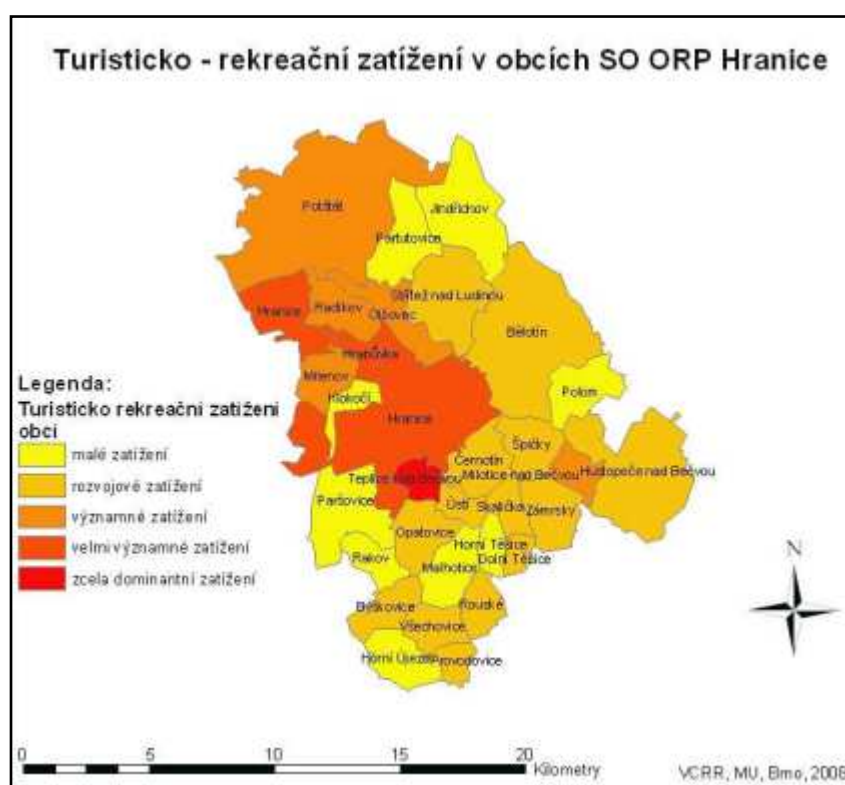 Turisticko - rekreační zatížení v obcích SO ORP Hranice
Potštát
Jindřichov
Partutovice
Střítež nad Ludinou
Hranice
Radíkov
Olšovec
Bělotín
Hrabůvka
Milenov
Klokočí
Polom
Hranice
Špičky
Černotín
Hustopeče nad Bečvou
Teplice nad Bečvou
Milotice nad Bečvou
Paršovice
Ústí
Skalička
Zámrsky
Opatovice
Horní Těšice
Rakov
Malhotice
Dolní Těšice
Býškovice
Rouské
Všechovice
Horní Újezd
Provodovice
Legenda:
Turisticko rekreační zatížení
obcí
malé zatížení
rozvojové zatížení
významné zatížení
velmi významné zatížení
zcela dominantní zatížení
N
0 5 10 15 20
Kilometry
VCRR, MU, Brno, 2008